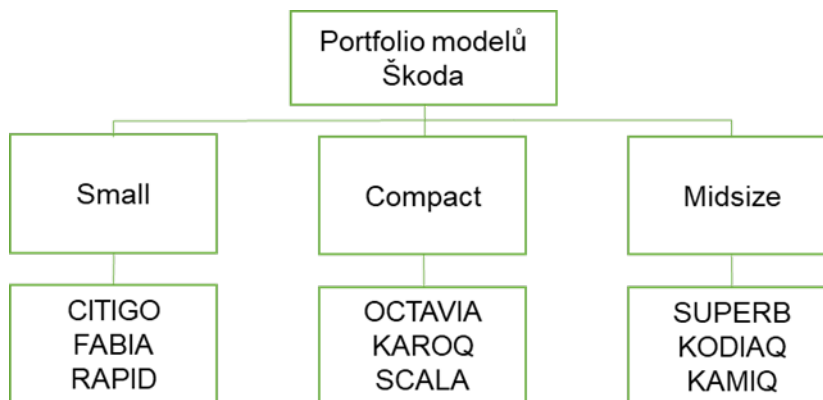 Portfolio modelů
Škoda
Small
Compact
Midsize
CITIGO
FABIA
RAPID
OCTAVIA
KAROQ
SCALA
SUPERB
KODIAQ
KAMIQ